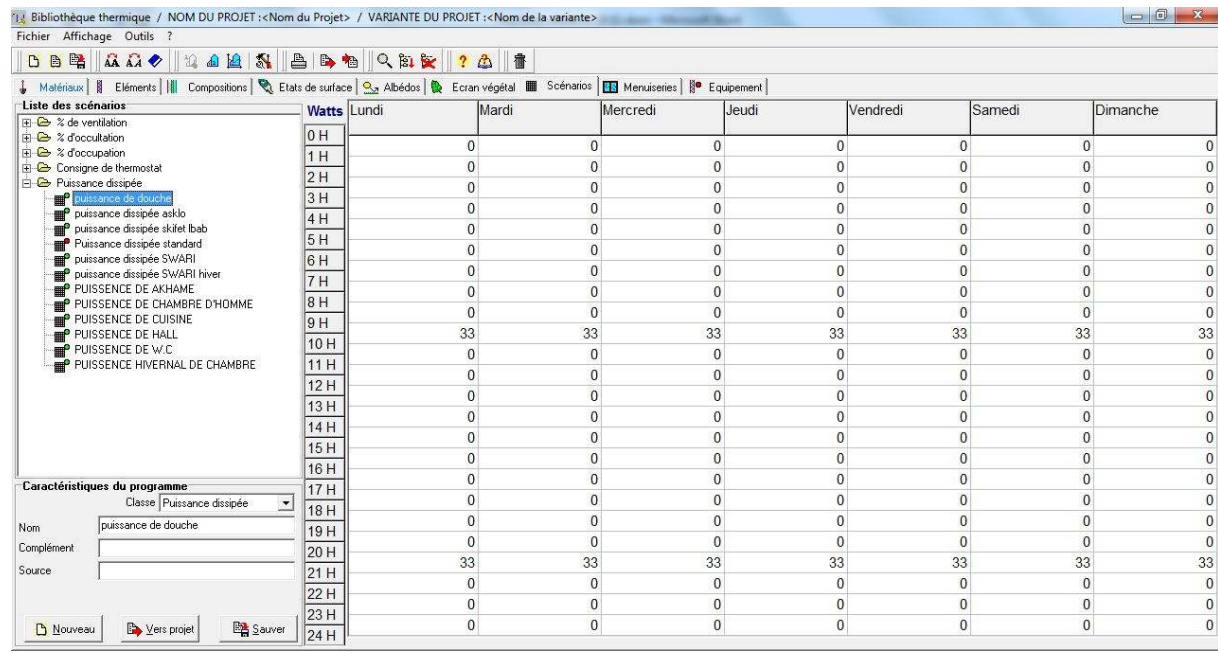 Bibliothèque thermique / NOM DU PROJET :<Nom du Projet> / VARIANTE DU PROJET :<Nom de la variante>
Fichier Affichage Outils ?
Matériaux Eléments Compositions Etats de surface Albédos Ecran végétal Scénarios Menuiseries Equipement
Liste des scénarios
% de ventilation
% d'occultation
% d'occupation
Consigne de thermostat
Puissance dissipée
puissance de douche
puissance dissipée asklo
puissance dissipée skifet lbab
Puissance dissipée standard
puissance dissipée SWARI
puissance dissipée SWARI hiver
PUISSENCE DE AKHAME
PUISSENCE DE CHAMBRE D'HOMME
PUISSENCE DE CUISINE
PUISSENCE DE HALL
PUISSENCE DE W.C
PUISSENCE HIVERNAL DE CHAMBRE
Caractéristiques du programme
Classe Puissance dissipée
Nom puissance de douche
Complément
Source
Nouveau Vers projet Sauver
Watts Lundi Mardi Mercredi Jeudi Vendredi Samedi Dimanche
0 H
0 0 0 0 0 0 0
1 H
0 0 0 0 0 0 0
2 H
0 0 0 0 0 0 0
3 H
0 0 0 0 0 0 0
4 H
0 0 0 0 0 0 0
5 H
0 0 0 0 0 0 0
6 H
0 0 0 0 0 0 0
7 H
0 0 0 0 0 0 0
8 H
0 0 0 0 0 0 0
9 H
33 33 33 33 33 33 33
10 H
0 0 0 0 0 0 0
11 H
0 0 0 0 0 0 0
12 H
0 0 0 0 0 0 0
13 H
0 0 0 0 0 0 0
14 H
0 0 0 0 0 0 0
15 H
0 0 0 0 0 0 0
16 H
0 0 0 0 0 0 0
17 H
0 0 0 0 0 0 0
18 H
0 0 0 0 0 0 0
19 H
0 0 0 0 0 0 0
20 H
33 33 33 33 33 33 33
21 H
0 0 0 0 0 0 0
22 H
0 0 0 0 0 0 0
23 H
0 0 0 0 0 0 0
24 H